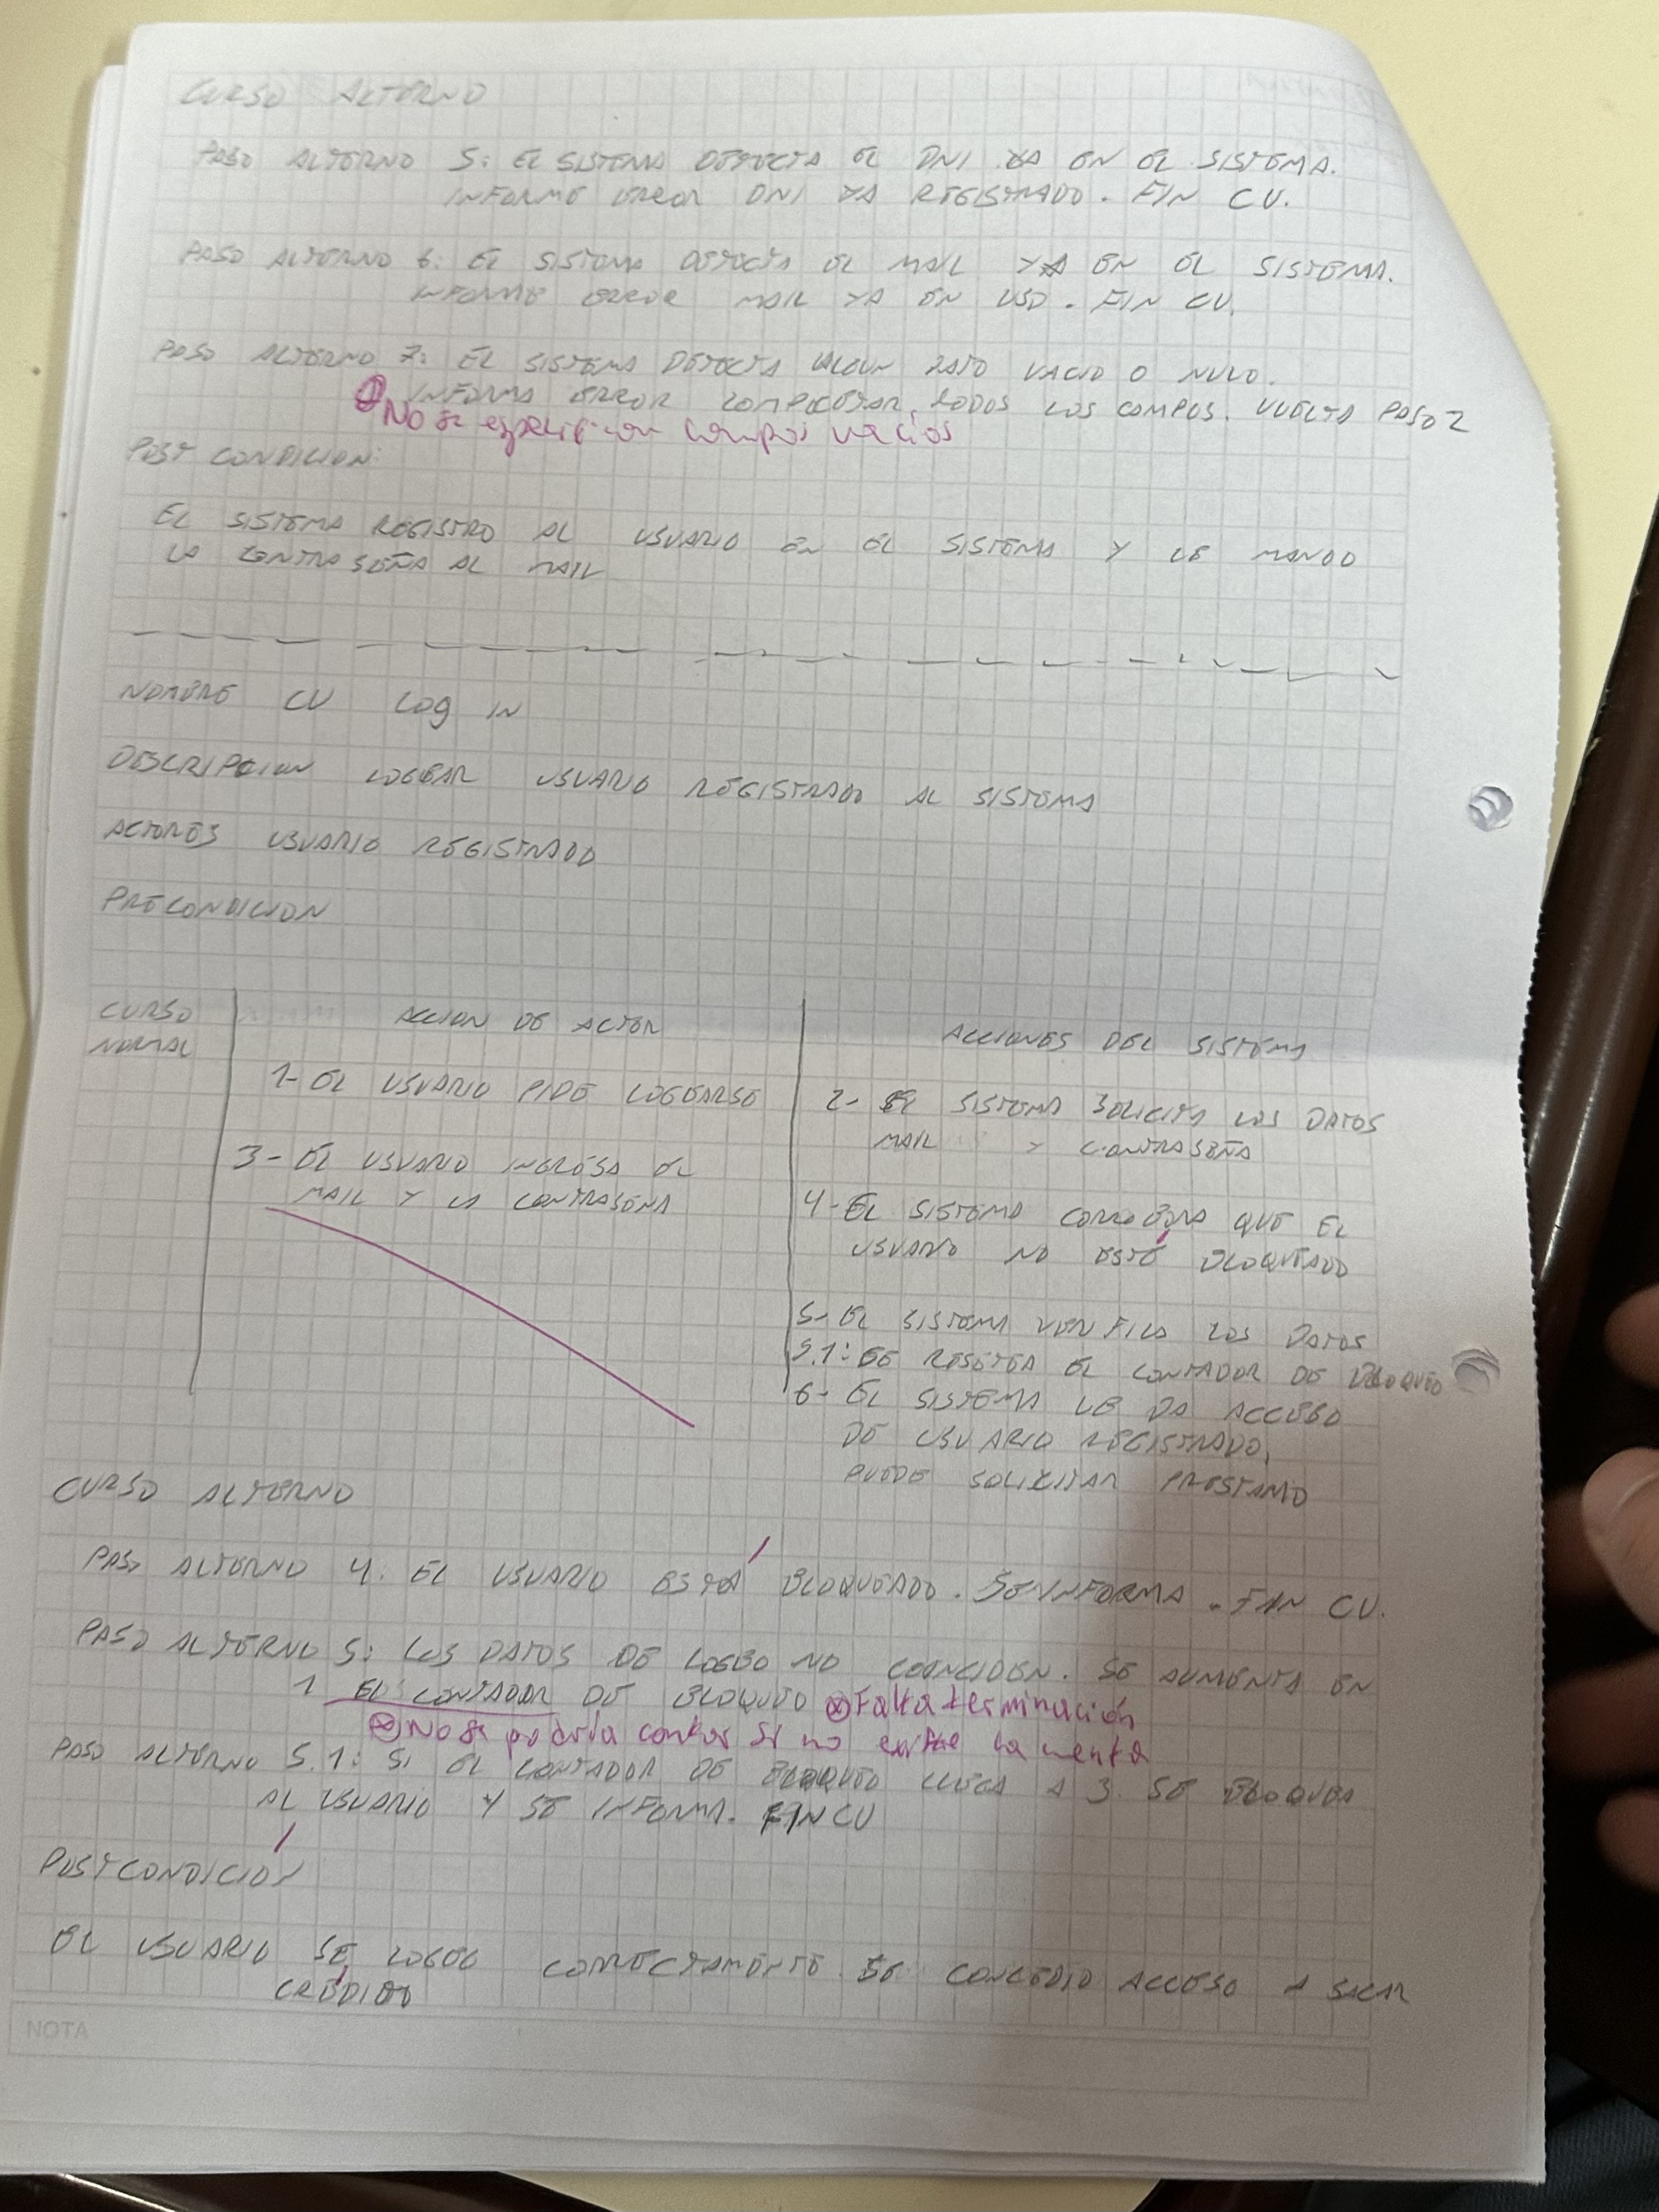 CURSO ALTERNO
PASO ALTERNO 5: EL SISTEMA DETECTA EL DNI YA EN EL SISTEMA.
INFORME ERROR DNI YA REGISTRADO. FIN CU.
PASO ALTERNO 6: EL SISTEMA DETECTA EL MAIL YA EN EL SISTEMA.
INFORME ERROR MAIL YA EN USO. FIN CU.
PASO ALTERNO 7: EL SISTEMA DETECTA ALGUN DATO VACIO O NULO.
INFORMA ERROR COMPLETAR TODOS LOS CAMPOS. VUELTA PASO 2
No se especifican campos vacíos
POST CONDICION:
EL SISTEMA REGISTRO AL USUARIO EN EL SISTEMA Y LE MANDO
LA CONTRASEÑA AL MAIL
NOMBRE CU LOG IN
DESCRIPCION LOGEAR USUARIO REGISTRADO AL SISTEMA
ACTORES USUARIO REGISTRADO
PRECONDICION
CURSO NORMAL
ACCION DE ACTOR
ACCIONES DEL SISTEMA
1- EL USUARIO PIDE LOGEARSE
2- EL SISTEMA SOLICITA LOS DATOS
MAIL Y CONTRASEÑA
3- EL USUARIO INGRESA EL
MAIL Y LA CONTRASEÑA
4- EL SISTEMA CORROBORA QUE EL
USUARIO NO ESTÉ BLOQUEADO
5- EL SISTEMA VERIFICA LOS DATOS
5.1: SE RESETEA EL CONTADOR DE BLOQUEO
6- EL SISTEMA LE DA ACCESO
DE USUARIO REGISTRADO,
PUEDE SOLICITAR PRESTAMO
CURSO ALTERNO
PASO ALTERNO 4: EL USUARIO ESTÁ BLOQUEADO. SE INFORMA. FIN CU.
PASO ALTERNO 5: LOS DATOS DE LOGEO NO COINCIDEN. SE AUMENTA EN
1 EL CONTADOR DE BLOQUEO Falta terminación
No se podría contar si no existe la cuenta
PASO ALTERNO 5.1: SI EL CONTADOR DE BLOQUEO LLEGA A 3. SE BLOQUEA
AL USUARIO Y SE INFORMA. FIN CU
POSTCONDICIÓN
EL USUARIO SE LOGEO CORRECTAMENTE SE CONCEDIO ACCESO A SACAR
CRÉDITO
NOTA